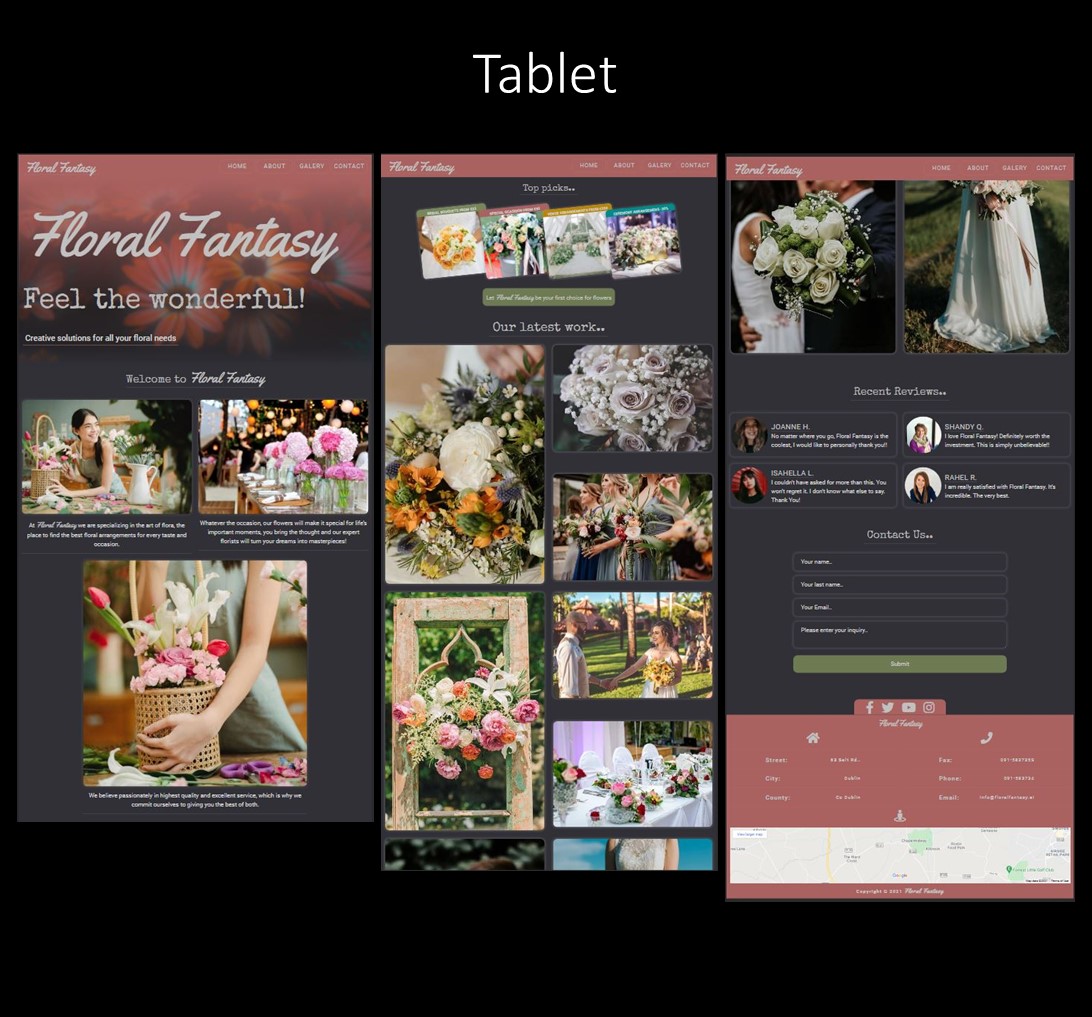 Tablet
Floral Fantasy
HOME
ABOUT
GALERY
CONTACT
Floral Fantasy
Feel the wonderful!
Creative solutions for all your floral needs
Welcome to Floral Fantasy
At Floral Fantasy we are specializing in the art of flora, the
place to find the best floral arrangements for every taste and
occasion.
Whatever the occasion, our flowers will make it special for life's
important moments, you bring the thought and our expert
florists will turn your dreams into masterpieces!
We believe passionately in highest quality and excellent service, which is why we
commit ourselves to giving you the best of both.
Floral Fantasy
HOME
ABOUT
GALERY
CONTACT
Top picks..
Let Floral Fantasy be your first choice for flowers
Our latest work..
Floral Fantasy
HOME
ABOUT
GALERY
CONTACT
Recent Reviews..
JOANNE H.
No matter where you go, Floral Fantasy is the
coolest, I would like to personally thank you!!
SHANDY Q.
I love Floral Fantasy! Definitely worth the
investment. This is simply unbelievable!!
ISAHELLA L.
I couldn't have asked for more than this. You
won't regret it. I don't know what else to say.
Thank You!
RAHEL R.
I am really satisfied with Floral Fantasy. It's
incredible. The very best.
Contact Us..
Your name..
Your last name..
Your Email..
Please enter your inquiry..
Submit
Floral Fantasy
Street:
City: Dublin
County: Co Dublin
Fax:
Phone:
Email: info@floralfantasy.ei
View larger map
Google
Copyright © 2021 Floral Fantasy